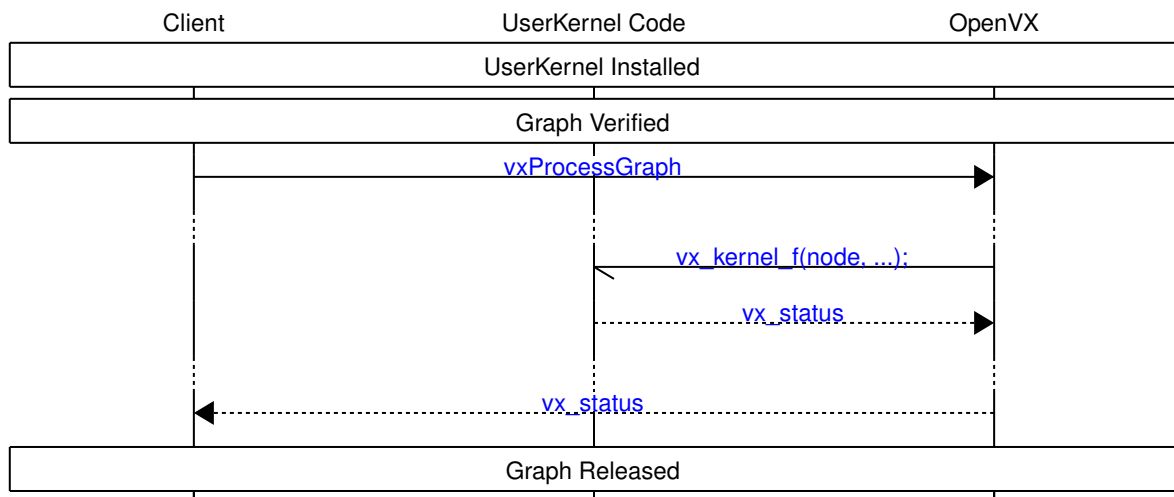 Client UserKernel Code OpenVX
UserKernel Installed
Graph Verified
vxProcessGraph
vx_kernel_f(node, ...);
vx_status
vx_status
Graph Released